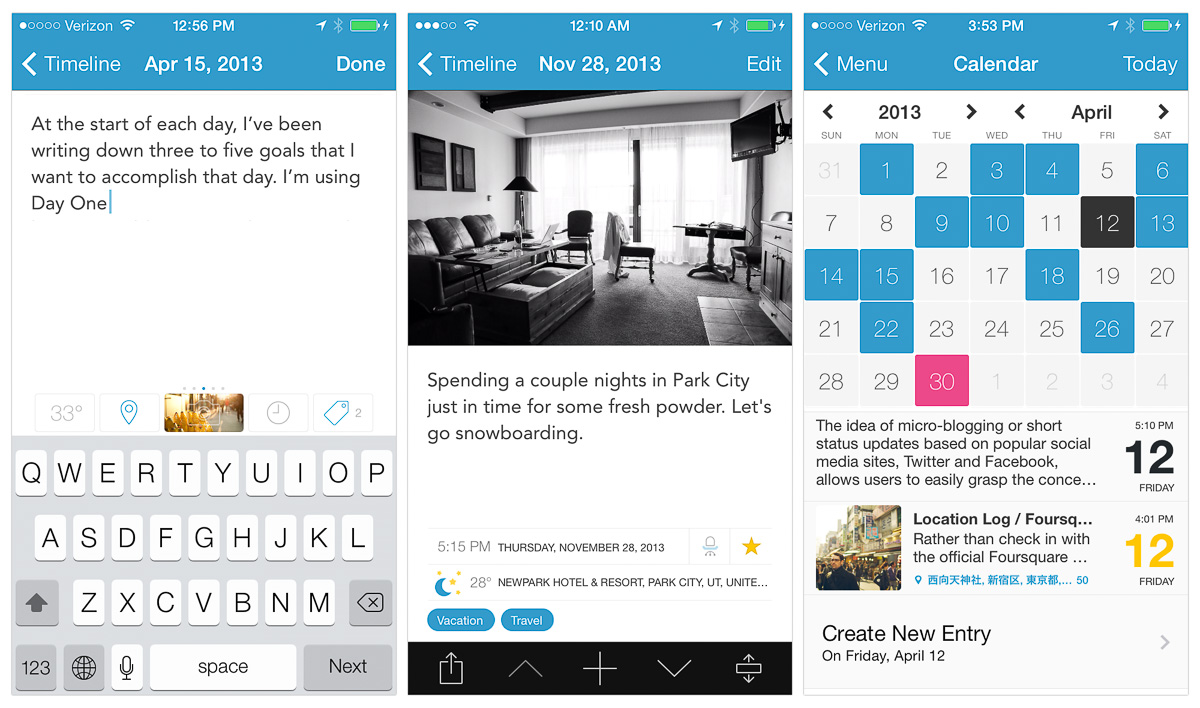 Verizon 12:56 PM
Timeline Apr 15, 2013 Done
At the start of each day, I've been
writing down three to five goals that I
want to accomplish that day. I'm using
Day One
33° 2
Q W E R T Y U I O P
A S D F G H J K L
Z X C V B N M
123 space Next
12:10 AM
Timeline Nov 28, 2013 Edit
Spending a couple nights in Park City
just in time for some fresh powder. Let's
go snowboarding.
5:15 PM THURSDAY, NOVEMBER 28, 2013
28° NEWPARK HOTEL & RESORT, PARK CITY, UT, UNITE...
Vacation Travel
Verizon 3:53 PM
Menu Calendar Today
2013 April
SUN MON TUE WED THU FRI SAT
31 1 2 3 4 5 6
7 8 9 10 11 12 13
14 15 16 17 18 19 20
21 22 23 24 25 26 27
28 29 30 1 2 3 4
The idea of micro-blogging or short
status updates based on popular social
media sites, Twitter and Facebook,
allows users to easily grasp the conce...
5:10 PM
12
FRIDAY
Location Log / Foursq...
Rather than check in with
the official Foursquare ...
西向天神社, 新宿区, 東京都,... 50
4:01 PM
12
FRIDAY
Create New Entry
On Friday, April 12